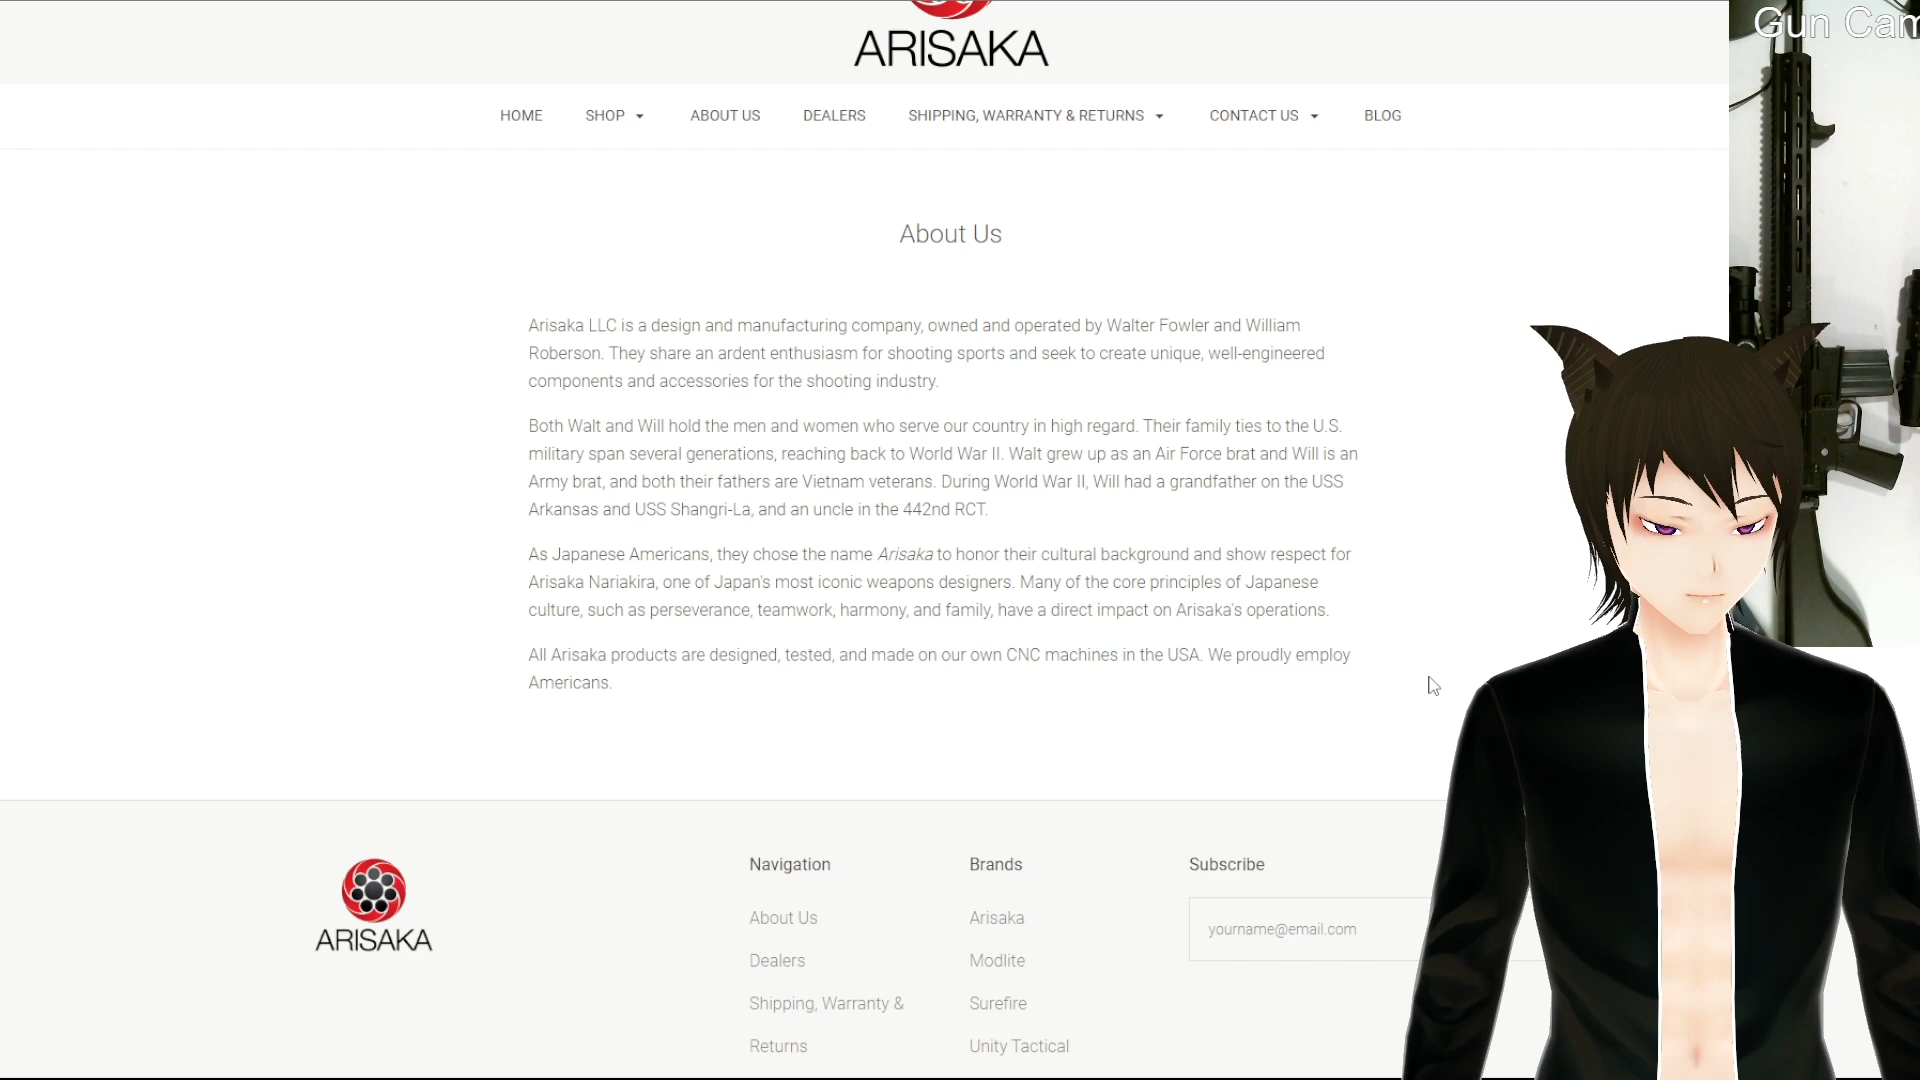 Gun Cam
ARISAKA
HOME SHOP ABOUT US DEALERS SHIPPING, WARRANTY & RETURNS CONTACT US BLOG
About Us
Arisaka LLC is a design and manufacturing company, owned and operated by Walter Fowler and William
Roberson. They share an ardent enthusiasm for shooting sports and seek to create unique, well-engineered
components and accessories for the shooting industry.
Both Walt and Will hold the men and women who serve our country in high regard. Their family ties to the U.S.
military span several generations, reaching back to World War II. Walt grew up as an Air Force brat and Will is an
Army brat, and both their fathers are Vietnam veterans. During World War II, Will had a grandfather on the USS
Arkansas and USS Shangri-La, and an uncle in the 442nd RCT.
As Japanese Americans, they chose the name Arisaka to honor their cultural background and show respect for
Arisaka Nariakira, one of Japan's most iconic weapons designers. Many of the core principles of Japanese
culture, such as perseverance, teamwork, harmony, and family, have a direct impact on Arisaka's operations.
All Arisaka products are designed, tested, and made on our own CNC machines in the USA. We proudly employ
Americans.
ARISAKA
Navigation
About Us
Dealers
Shipping, Warranty &
Returns
Brands
Arisaka
Modlite
Surefire
Unity Tactical
Subscribe
yourname@email.com